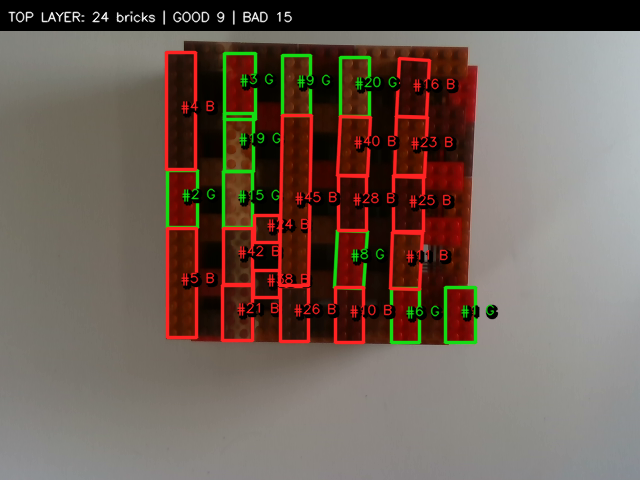 TOP LAYER: 24 bricks | GOOD 9 | BAD 15
#3 G
#9 G
#20 G
#16 B
#4 B
#19 G
#40 B
#23 B
#2 G
#15 G
#45 B
#28 B
#25 B
#24 B
#42 B
#8 G
#11 B
#5 B
#38 B
#21 B
#26 B
#10 B
#6 G
#1 G